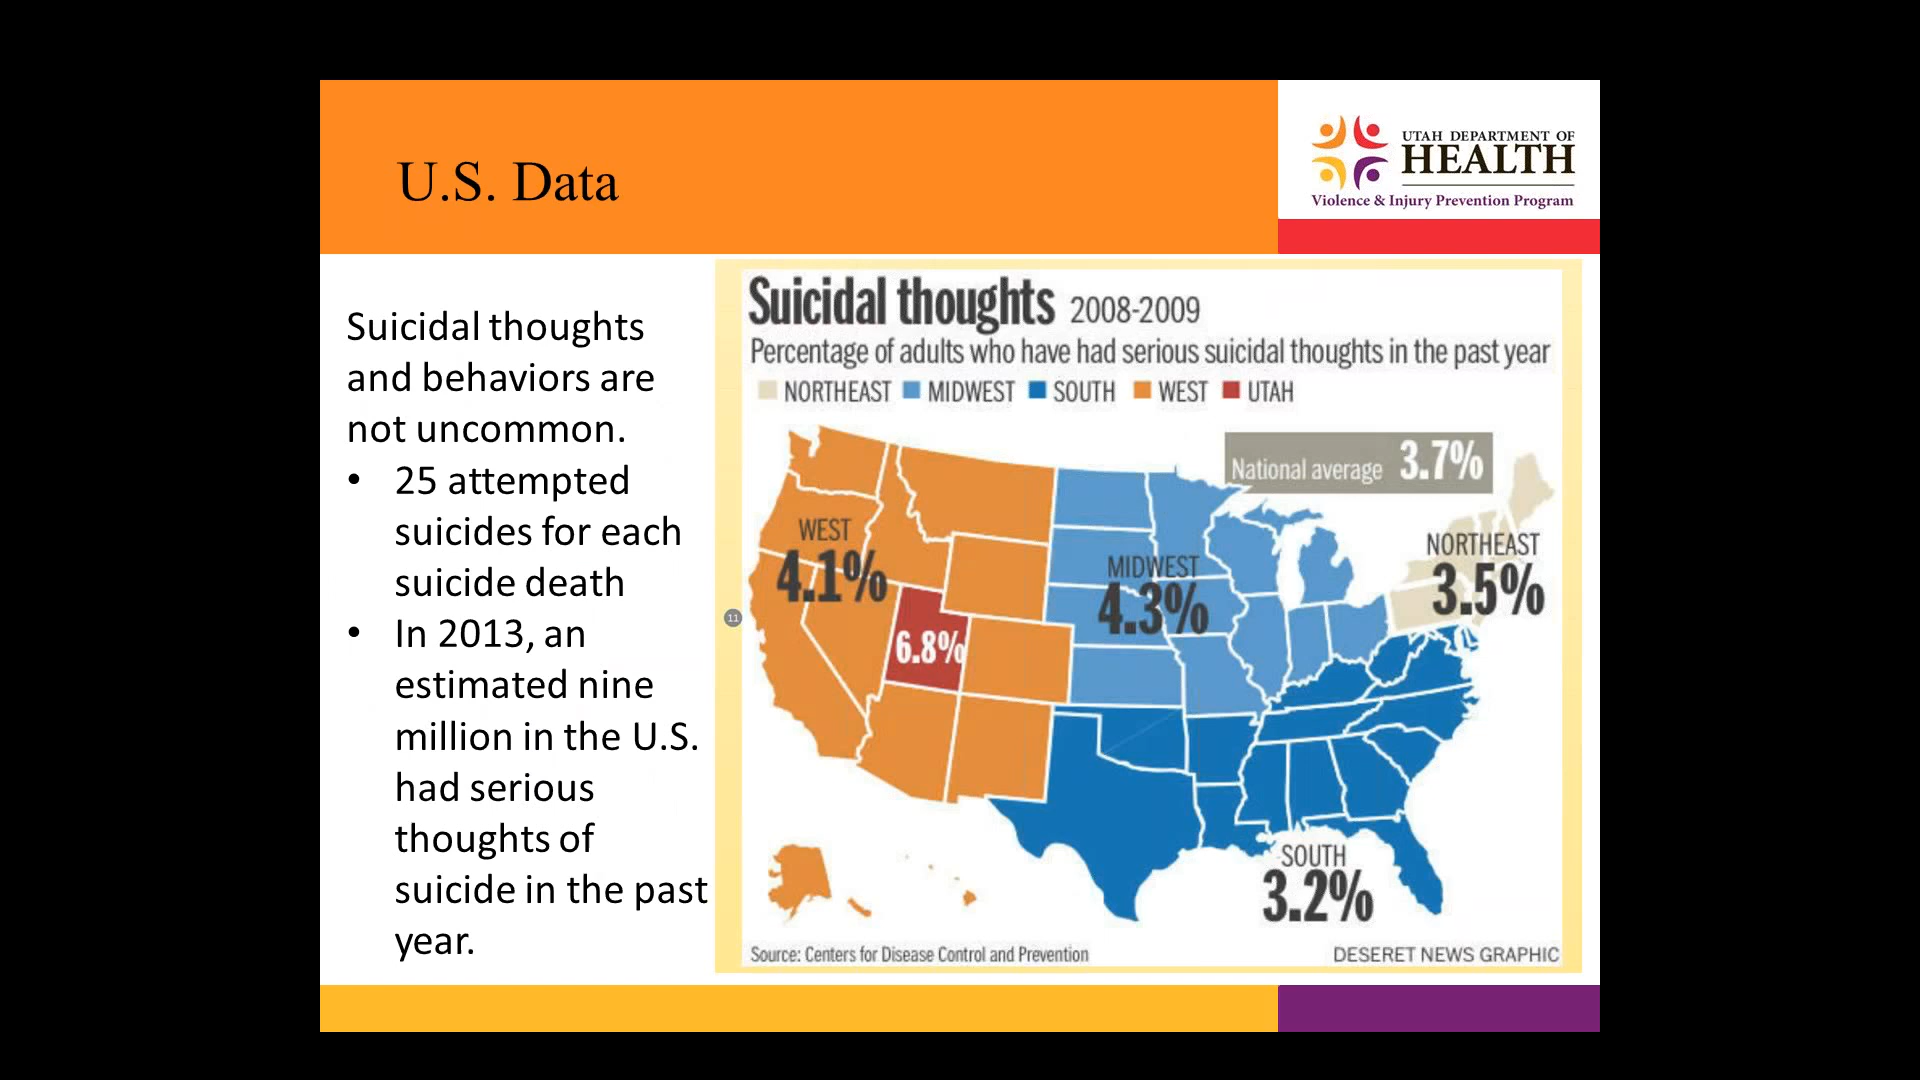 U.S. Data
UTAH DEPARTMENT OF
HEALTH
Violence & Injury Prevention Program
Suicidal thoughts
and behaviors are
not uncommon.
• 25 attempted
suicides for each
suicide death
• In 2013, an
estimated nine
million in the U.S.
had serious
thoughts of
suicide in the past
year.
11
Suicidal thoughts 2008-2009
Percentage of adults who have had serious suicidal thoughts in the past year
NORTHEAST MIDWEST SOUTH WEST UTAH
National average 3.7%
WEST
4.1%
MIDWEST
4.3%
NORTHEAST
3.5%
6.8%
SOUTH
3.2%
Source: Centers for Disease Control and Prevention
DESERET NEWS GRAPHIC